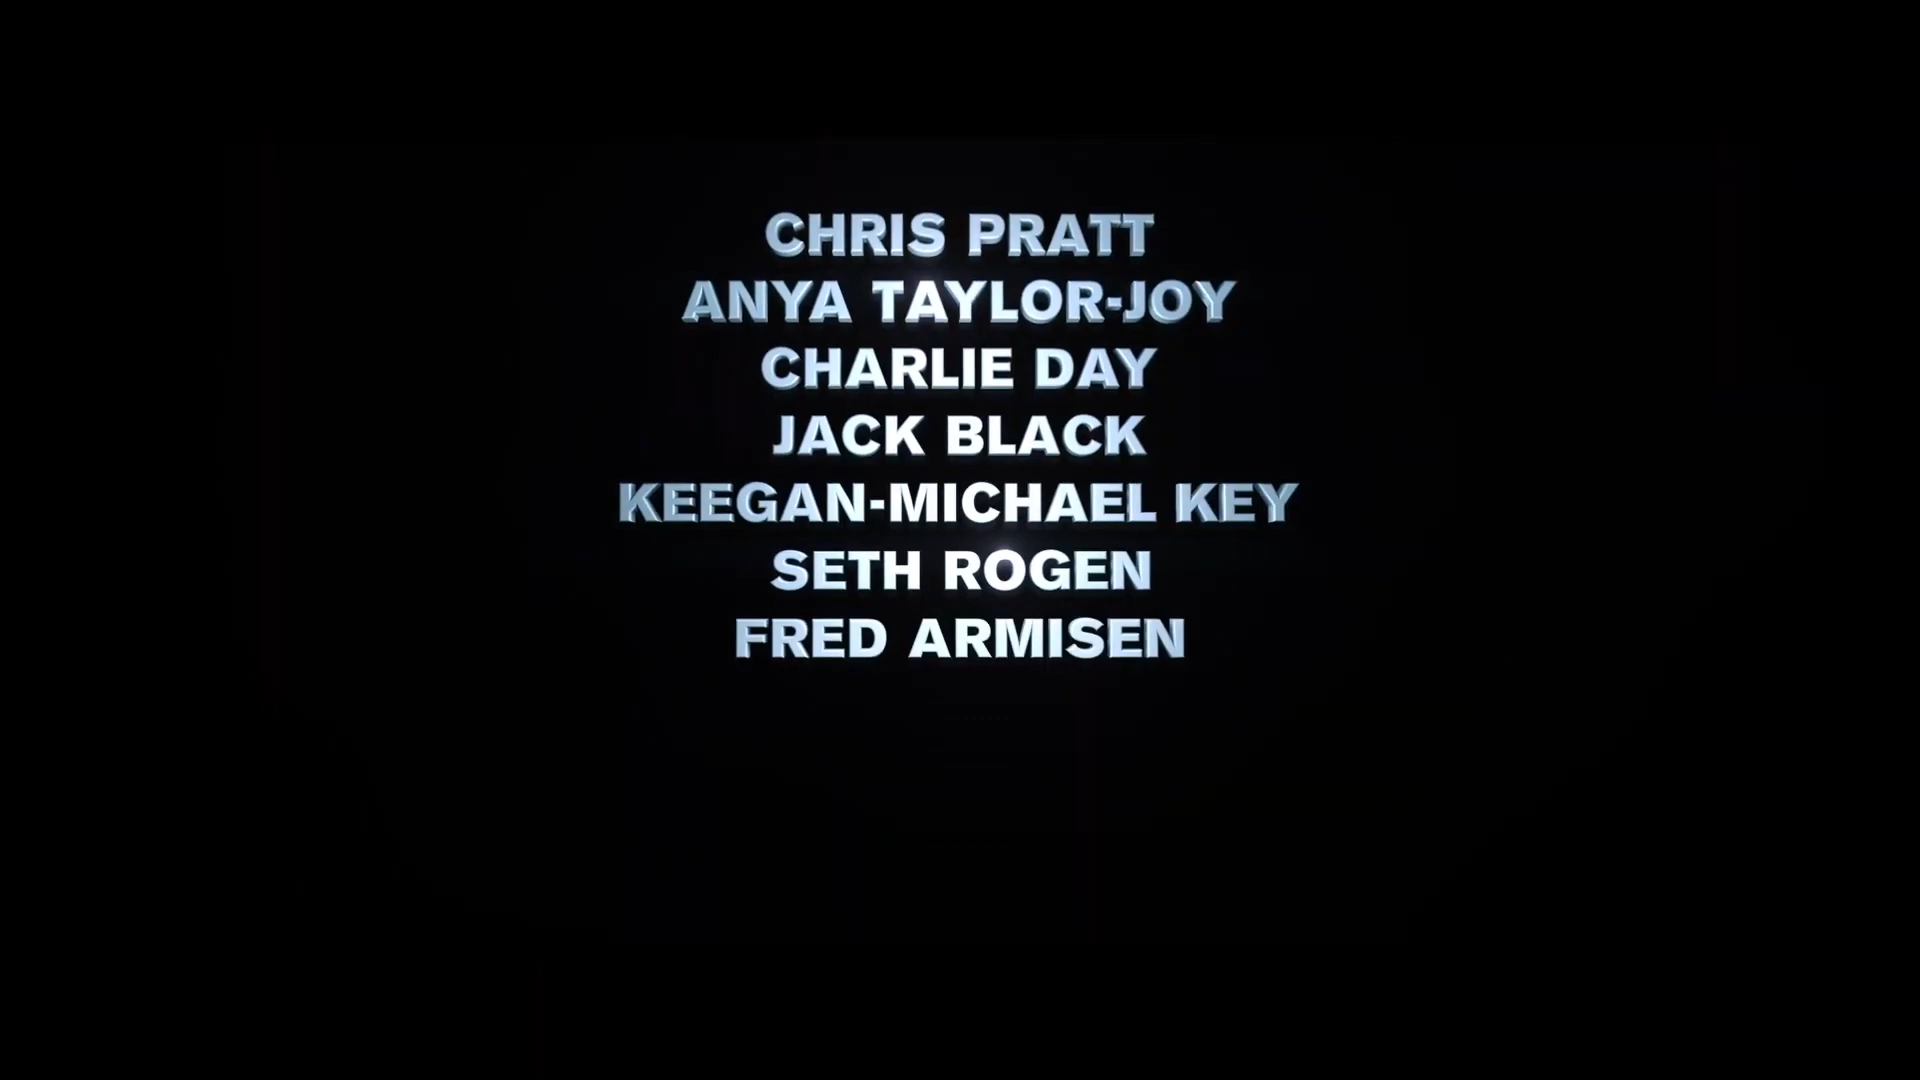 CHRIS PRATT
ANYA TAYLOR-JOY
CHARLIE DAY
JACK BLACK
KEEGAN-MICHAEL KEY
SETH ROGEN
FRED ARMISEN